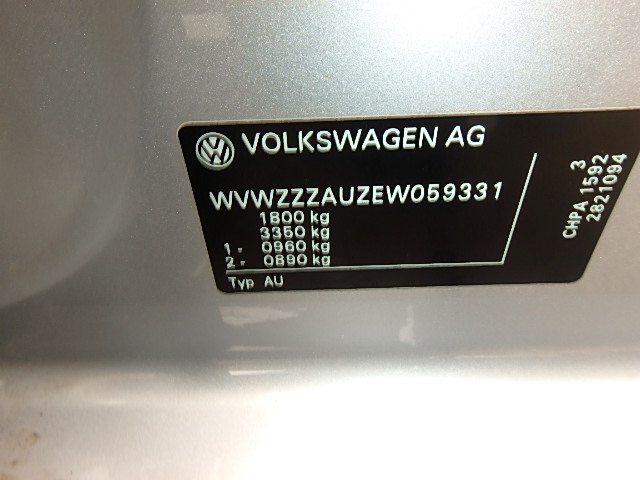 VOLKSWAGEN AG
WVWZZZAUZEW059331
1800 kg
3350 kg
1 - 0960 kg
2 - 0890 kg
Typ AU
3
CHPA 1592
2821094